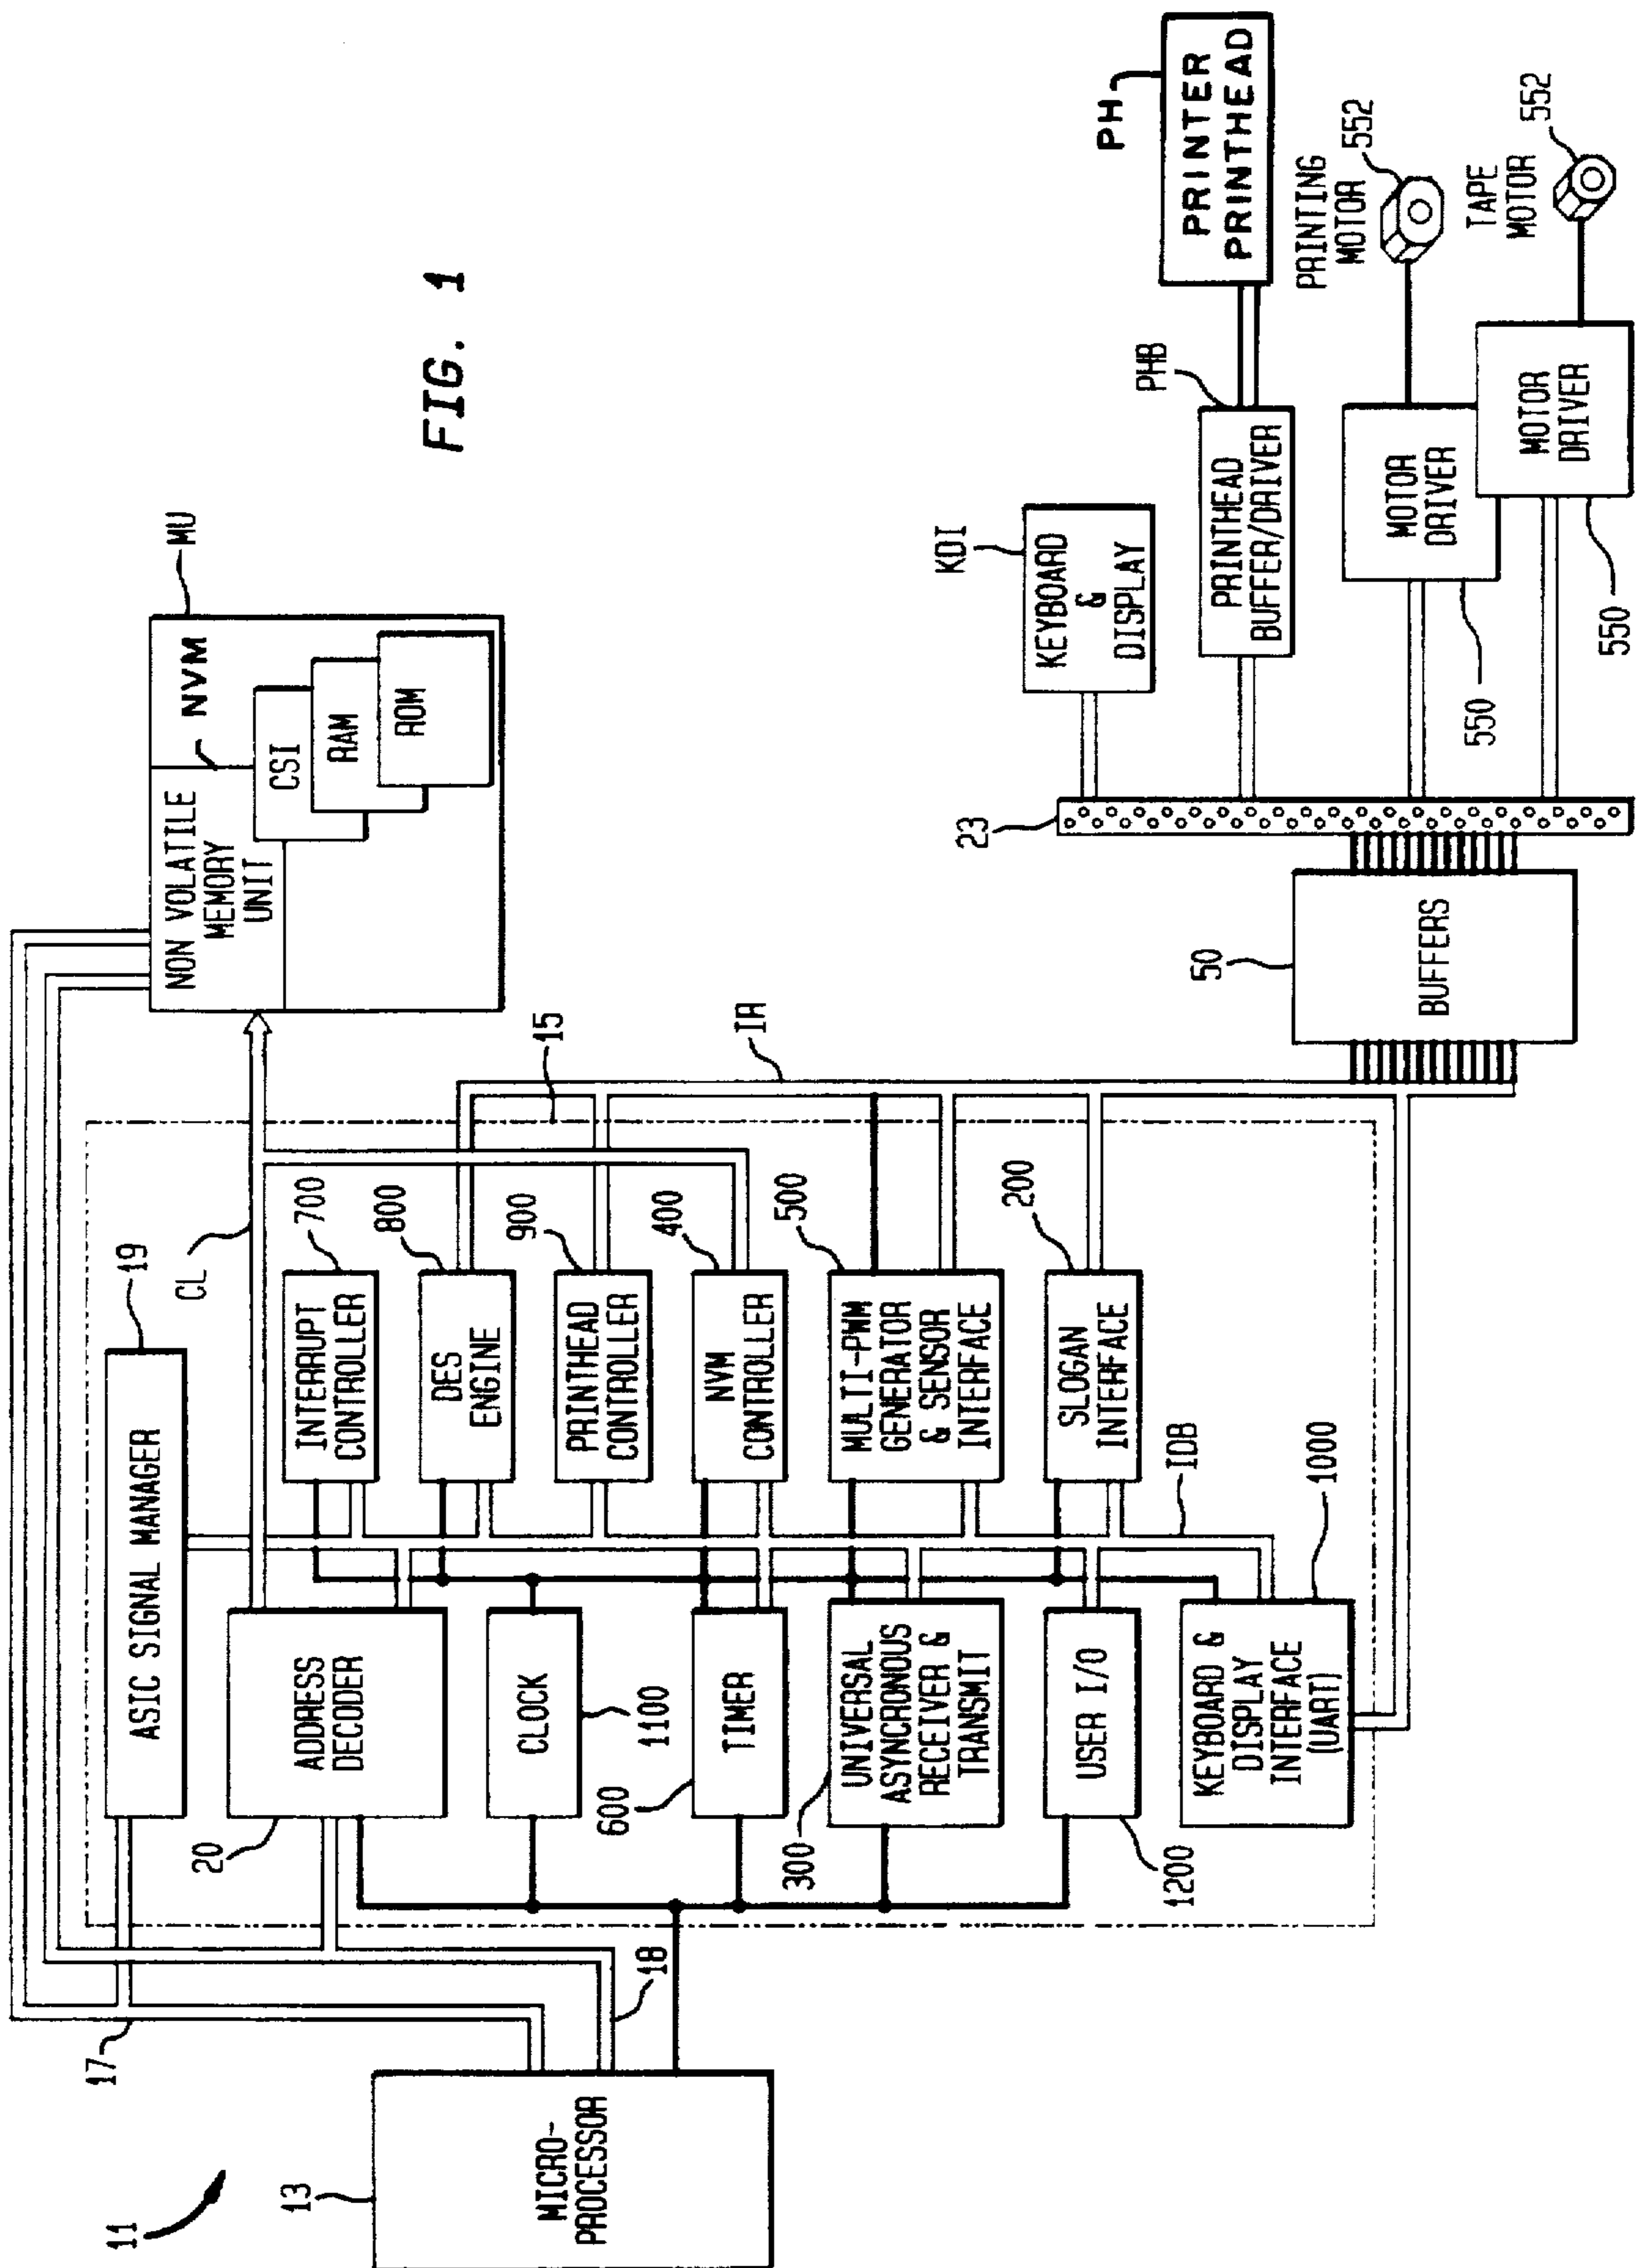 FIG. 1
11
13
MICRO-
PROCESSOR
17
18
15
ASIC SIGNAL MANAGER
19
CL
ADDRESS
DECODER
20
CLOCK
1100
TIMER
600
UNIVERSAL
ASYNCRONOUS
RECEIVER &
TRANSMIT
300
USER I/O
1200
KEYBOARD &
DISPLAY
INTERFACE
(UART)
1000
IDB
INTERRUPT
CONTROLLER
700
DES
ENGINE
800
PRINTHEAD
CONTROLLER
900
NVM
CONTROLLER
400
MULTI-PWM
GENERATOR
& SENSOR
INTERFACE
500
SLOGAN
INTERFACE
200
IA
MU
NON VOLATILE
MEMORY
UNIT
NVM
CSI
RAM
ROM
BUFFERS
50
23
KEYBOARD
&
DISPLAY
KDI
PRINTHEAD
BUFFER/DRIVER
PHB
PRINTER
PRINTHEAD
PH
MOTOR
DRIVER
550
MOTOR
DRIVER
550
PRINTING
MOTOR
552
TAPE
MOTOR
552